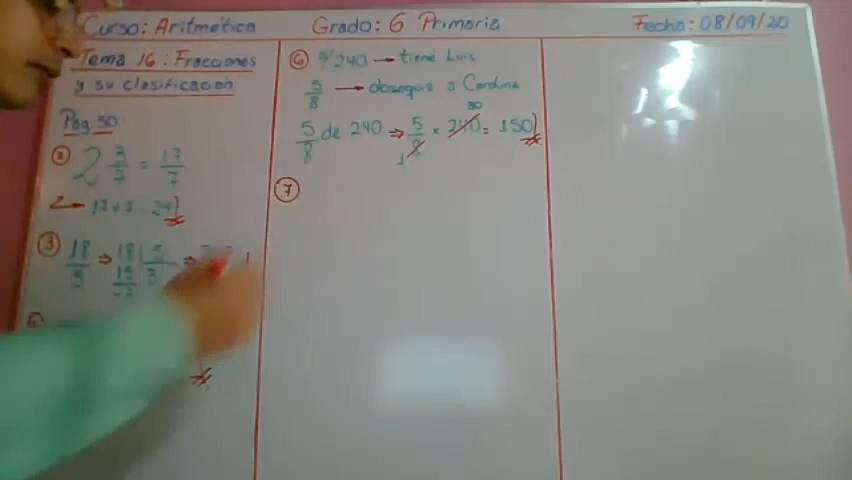 Curso: Aritmética Grado: 6 Primaria Fecha: 08/09/20
Tema 16: Fracciones
y su clasificación
Pág 50
2 3/7 = 17/7
17 + 7 = 24
3 18/5 ⇒ 18 5
15 3
⇒
6 S/ 240 → tiene Luis
5/8 → obsequia a Carolina
30
5/8 de 240 ⇒ 5/8 × 240 = 150
1
7